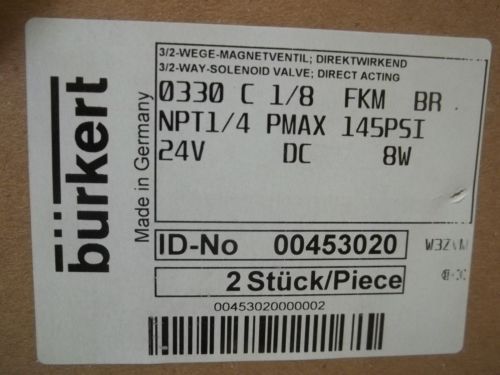 bürkert
Made in Germany
3/2-WEGE-MAGNETVENTIL; DIREKTWIRKEND
3/2-WAY-SOLENOID VALVE; DIRECT ACTING
0330 C 1/8 FKM BR
NPT1/4 PMAX 145PSI
24V DC 8W
ID-No 00453020
2 Stück/Piece
00453020000002